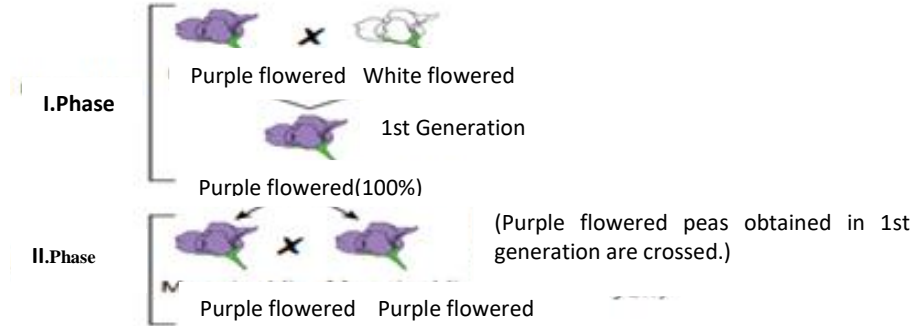 Purple flowered White flowered
I.Phase
1st Generation
Purple flowered(100%)
(Purple flowered peas obtained in 1st
generation are crossed.)
II.Phase
Purple flowered Purple flowered